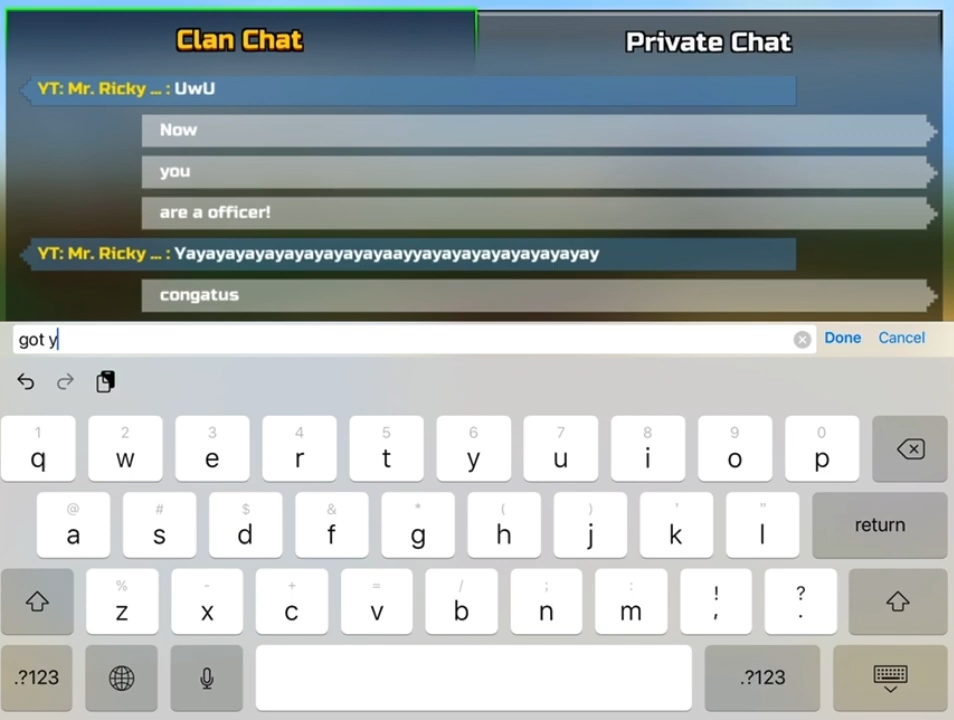 Clan Chat Private Chat
YT: Mr. Ricky ... : UwU
Now
you
are a officer!
YT: Mr. Ricky ... : Yayayayayayayayayayayaayyayayayayayayayayay
congatus
got y Done Cancel
1 2 3 4 5 6 7 8 9 0
q w e r t y u i o p
@ # $ & * ( ) ' "
a s d f g h j k l return
% - + = / ; : ! ?
z x c v b n m , .
.?123 .?123